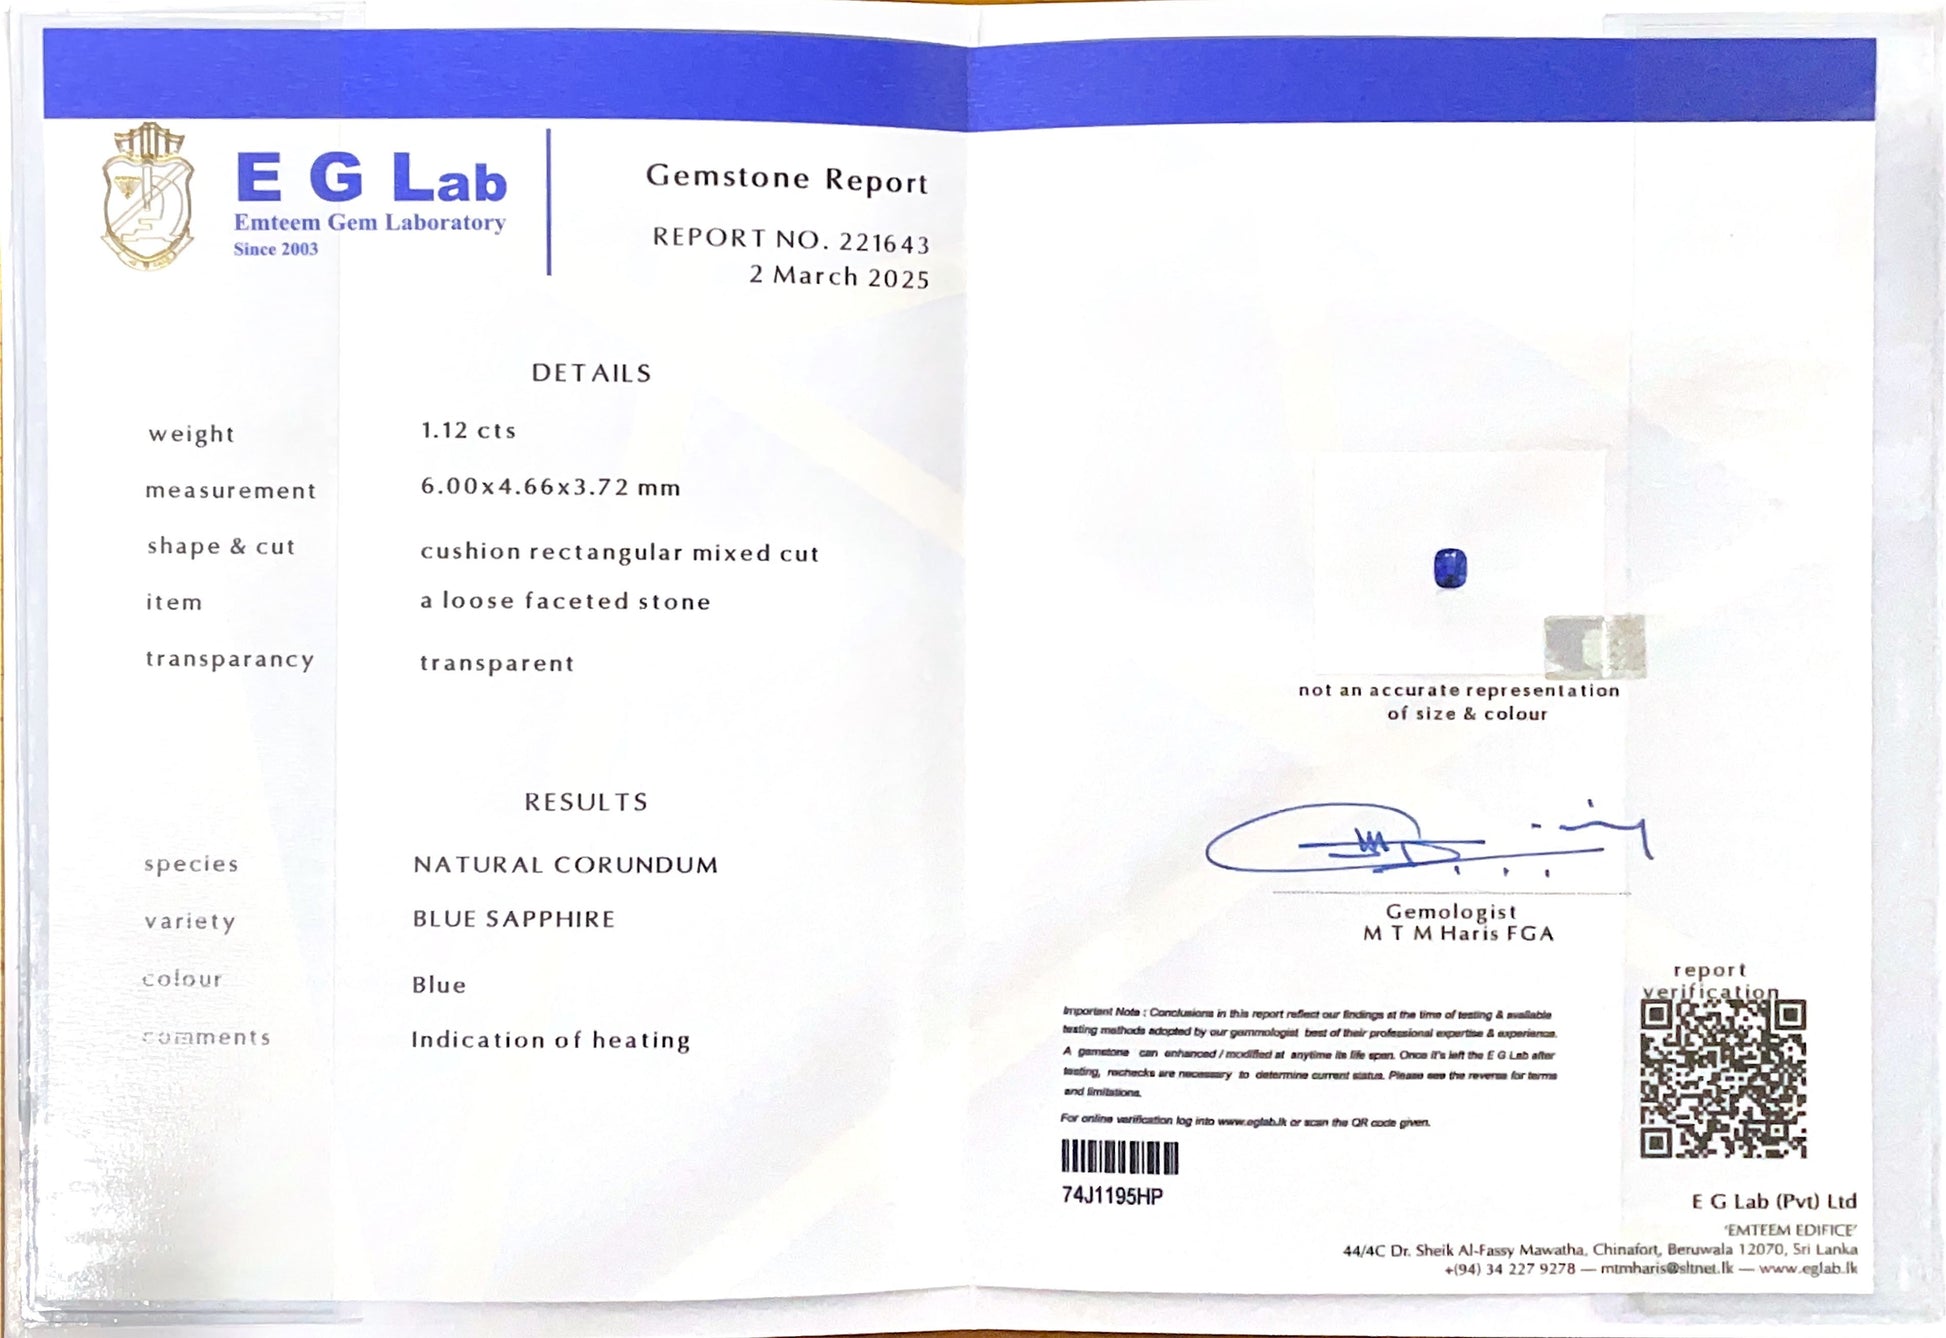 E G Lab
Emteem Gem Laboratory
Since 2003
Gemstone Report
REPORT NO. 221643
2 March 2025
DETAILS
weight 1.12 cts
measurement 6.00x4.66x3.72 mm
shape & cut cushion rectangular mixed cut
item a loose faceted stone
transparancy transparent
RESULTS
species NATURAL CORUNDUM
variety BLUE SAPPHIRE
colour Blue
comments Indication of heating
not an accurate representation
of size & colour
Gemologist
M T M Haris FGA
report
verification
Important Note : Conclusions in this report reflect our findings at the time of testing & available
testing methods adopted by our gemmologist best of their professional expertise & experience.
A gemstone can enhanced / modified at anytime its life span. Once it's left the E G Lab after
testing, rechecks are necessary to determine current status. Please see the reverse for terms
and limitations.
For online verification log into www.eglab.lk or scan the QR code given.
74J1195HP
E G Lab (Pvt) Ltd
'EMTEEM EDIFICE'
44/4C Dr. Sheik Al-Fassy Mawatha, Chinafort, Beruwala 12070, Sri Lanka
+(94) 34 227 9278 — mtmharis@sltnet.lk — www.eglab.lk